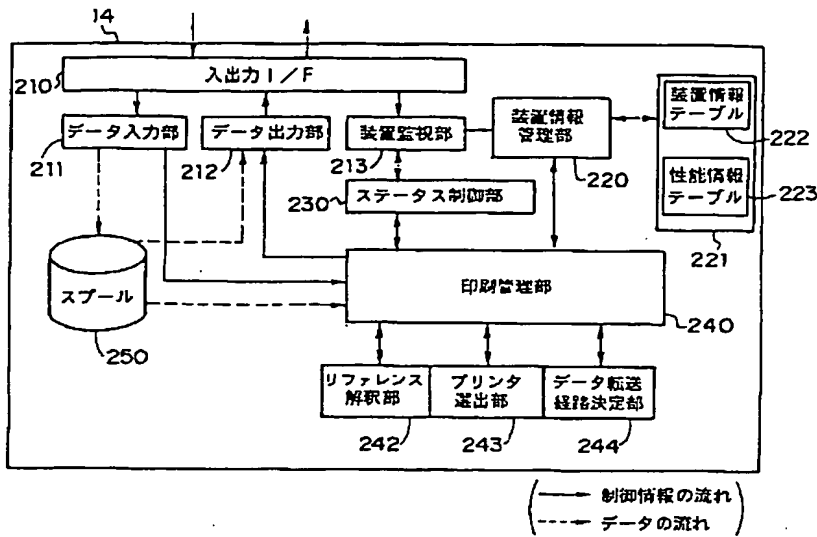 14
210
入出力I/F
データ入力部
211
データ出力部
212
装置監視部
213
装置情報
管理部
220
装置情報
テーブル
222
性能情報
テーブル
223
221
230
ステータス制御部
スプール
250
印刷管理部
240
リファレンス
解釈部
242
プリンタ
選出部
243
データ転送
経路決定部
244
制御情報の流れ
データの流れ